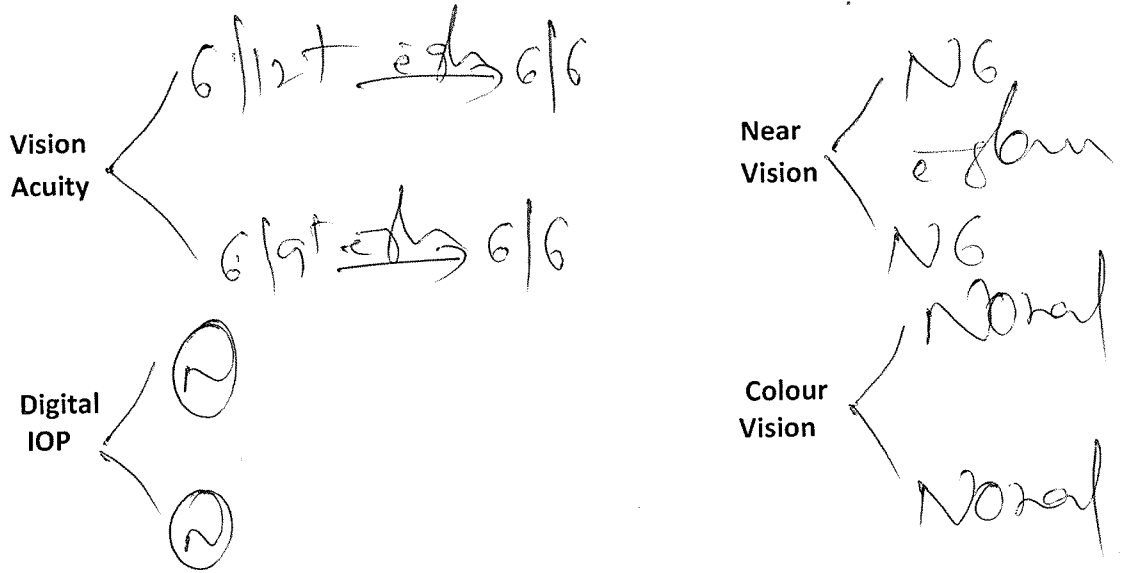 Vision Acuity
6/12+ c̄ gls → 6/6
6/9+ c̄ gls → 6/6
Near Vision
N6
c̄ glass
N6
Digital IOP
N
N
Colour Vision
Normal
Normal